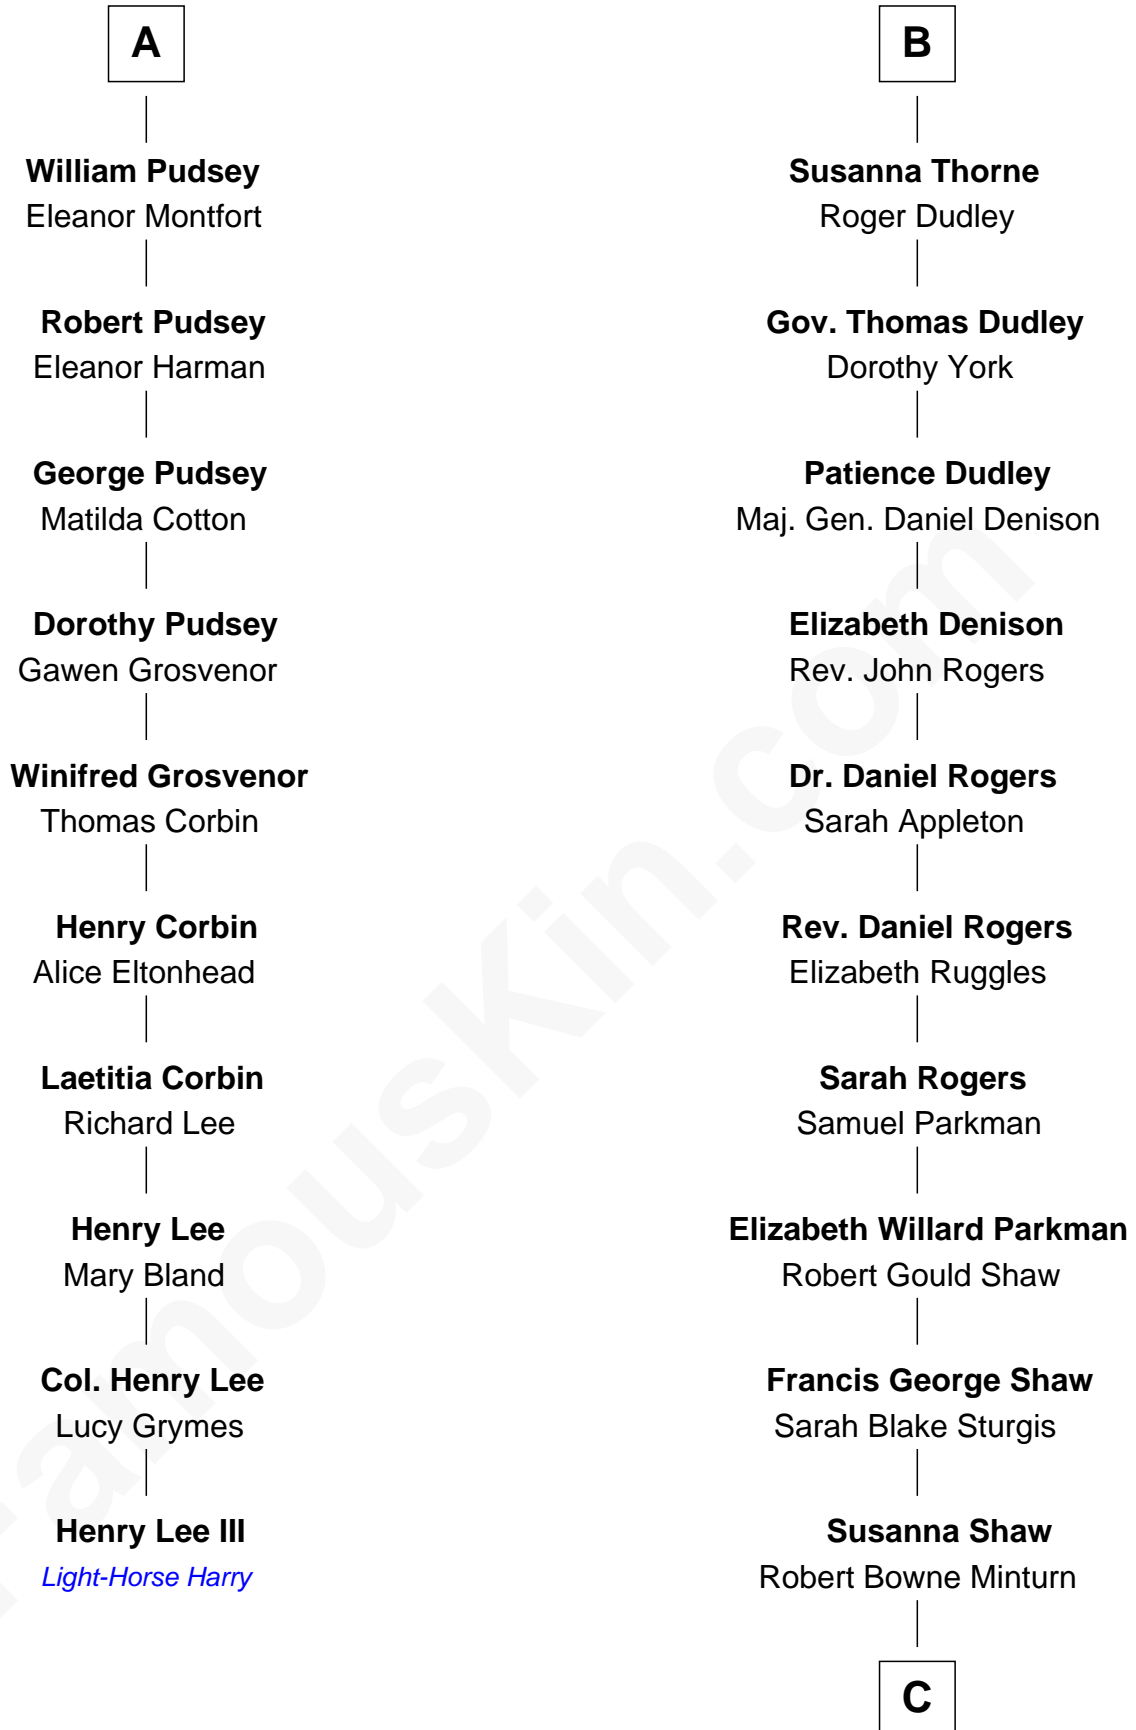 A
William Pudsey
Eleanor Montfort
Robert Pudsey
Eleanor Harman
George Pudsey
Matilda Cotton
Dorothy Pudsey
Gawen Grosvenor
Winifred Grosvenor
Thomas Corbin
Henry Corbin
Alice Eltonhead
Laetitia Corbin
Richard Lee
Henry Lee
Mary Bland
Col. Henry Lee
Lucy Grymes
Henry Lee III
Light-Horse Harry
B
Susanna Thorne
Roger Dudley
Gov. Thomas Dudley
Dorothy York
Patience Dudley
Maj. Gen. Daniel Denison
Elizabeth Denison
Rev. John Rogers
Dr. Daniel Rogers
Sarah Appleton
Rev. Daniel Rogers
Elizabeth Ruggles
Sarah Rogers
Samuel Parkman
Elizabeth Willard Parkman
Robert Gould Shaw
Francis George Shaw
Sarah Blake Sturgis
Susanna Shaw
Robert Bowne Minturn
C
FamousKin.com